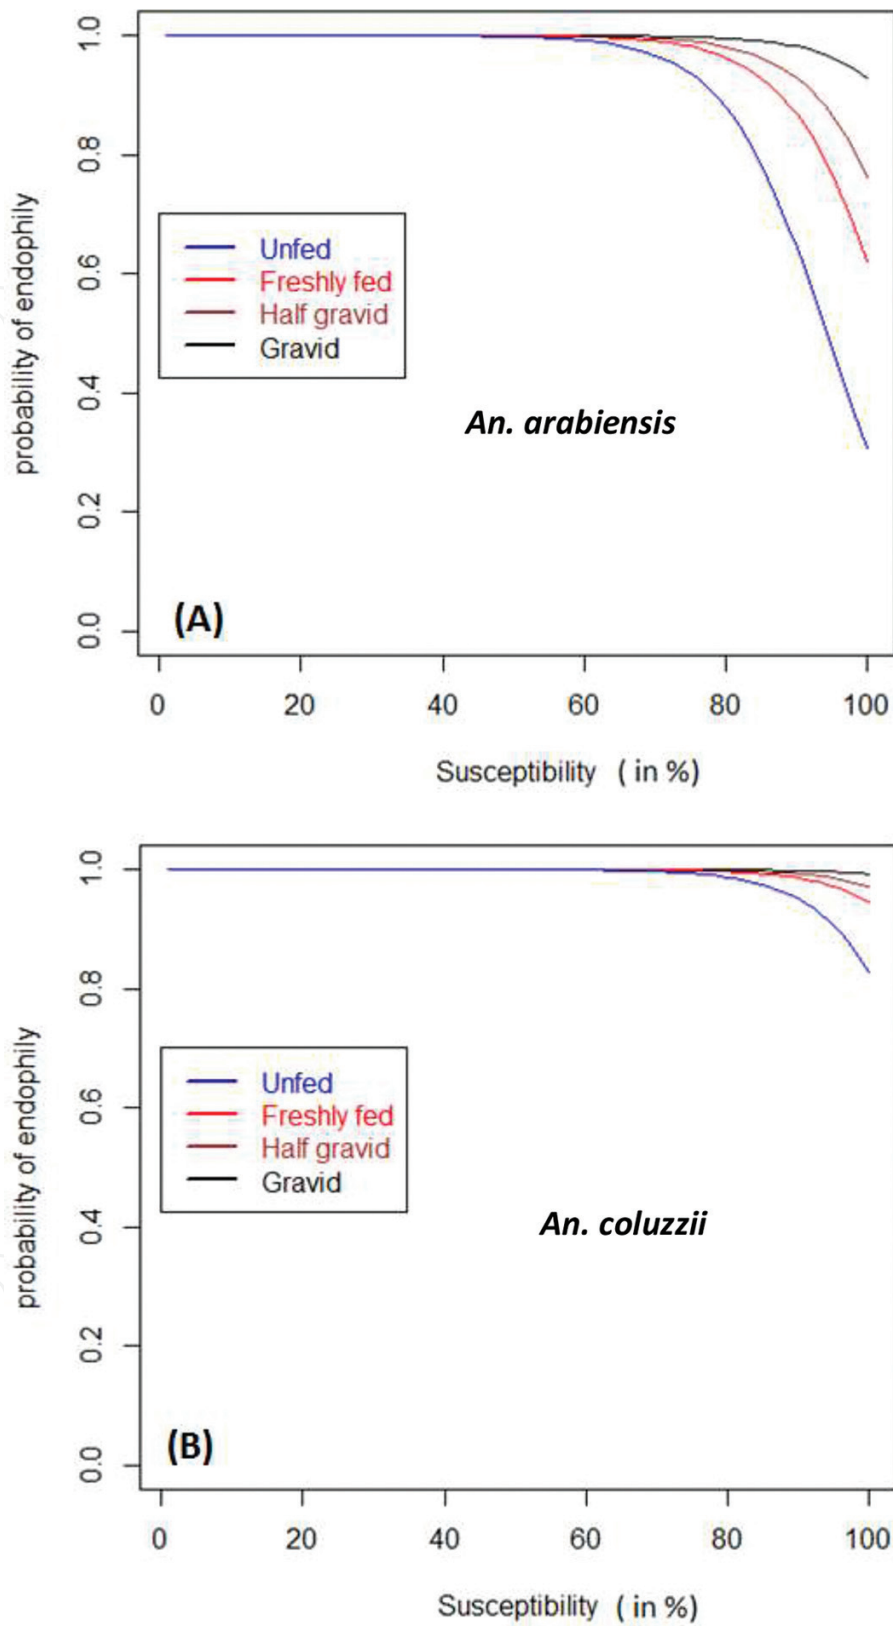 1.0
0.8
0.6
0.4
0.2
0.0
probability of endophily
Unfed
Freshly fed
Half gravid
Gravid
An. arabiensis
(A)
0 20 40 60 80 100
Susceptibility ( in %)
1.0
0.8
0.6
0.4
0.2
0.0
probability of endophily
Unfed
Freshly fed
Half gravid
Gravid
An. coluzzii
(B)
0 20 40 60 80 100
Susceptibility ( in %)